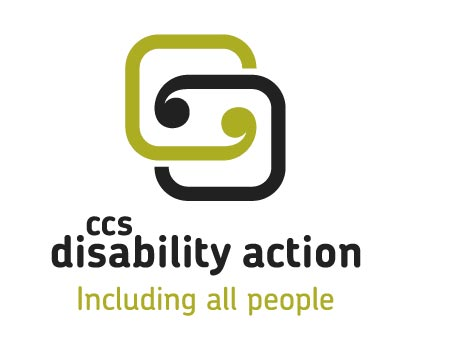 ccs
disability action
Including all people